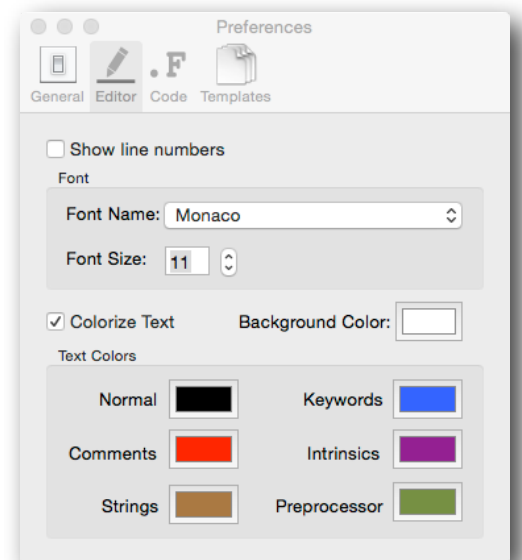 Preferences
.F
General Editor Code Templates
Show line numbers
Font
Font Name: Monaco
Font Size: 11
Colorize Text Background Color:
Text Colors
Normal Keywords
Comments Intrinsics
Strings Preprocessor